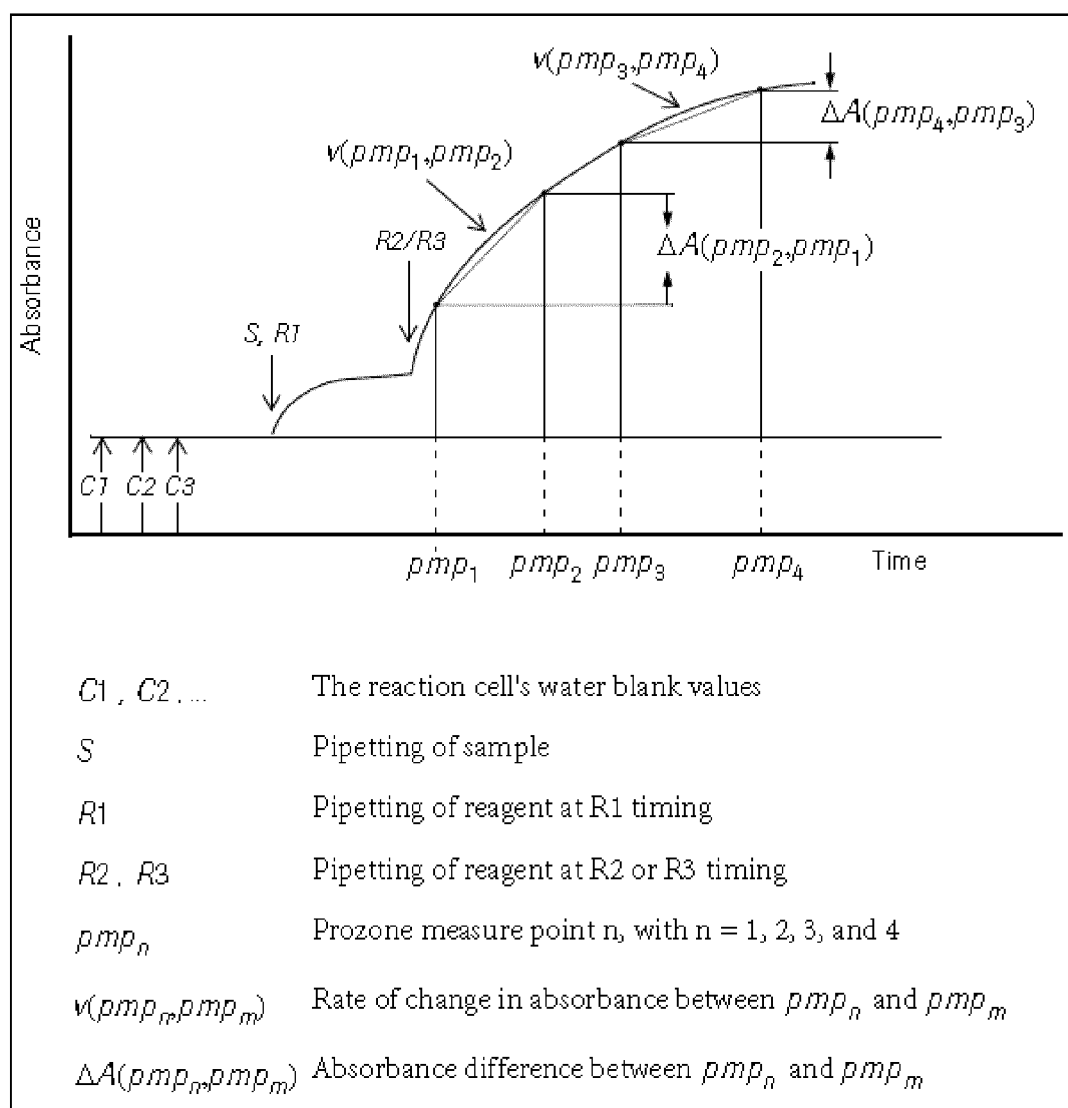 v(pmp₃,pmp₄)
ΔA(pmp₄,pmp₃)
v(pmp₁,pmp₂)
R2/R3
ΔA(pmp₂,pmp₁)
Absorbance
S, R1
C1 C2 C3
pmp₁ pmp₂ pmp₃ pmp₄ Time
C1 , C2 , ... The reaction cell's water blank values
S Pipetting of sample
R1 Pipetting of reagent at R1 timing
R2 , R3 Pipetting of reagent at R2 or R3 timing
pmpₙ Prozone measure point n, with n = 1, 2, 3, and 4
v(pmpₙ,pmpₘ) Rate of change in absorbance between pmpₙ and pmpₘ
ΔA(pmpₙ,pmpₘ) Absorbance difference between pmpₙ and pmpₘ